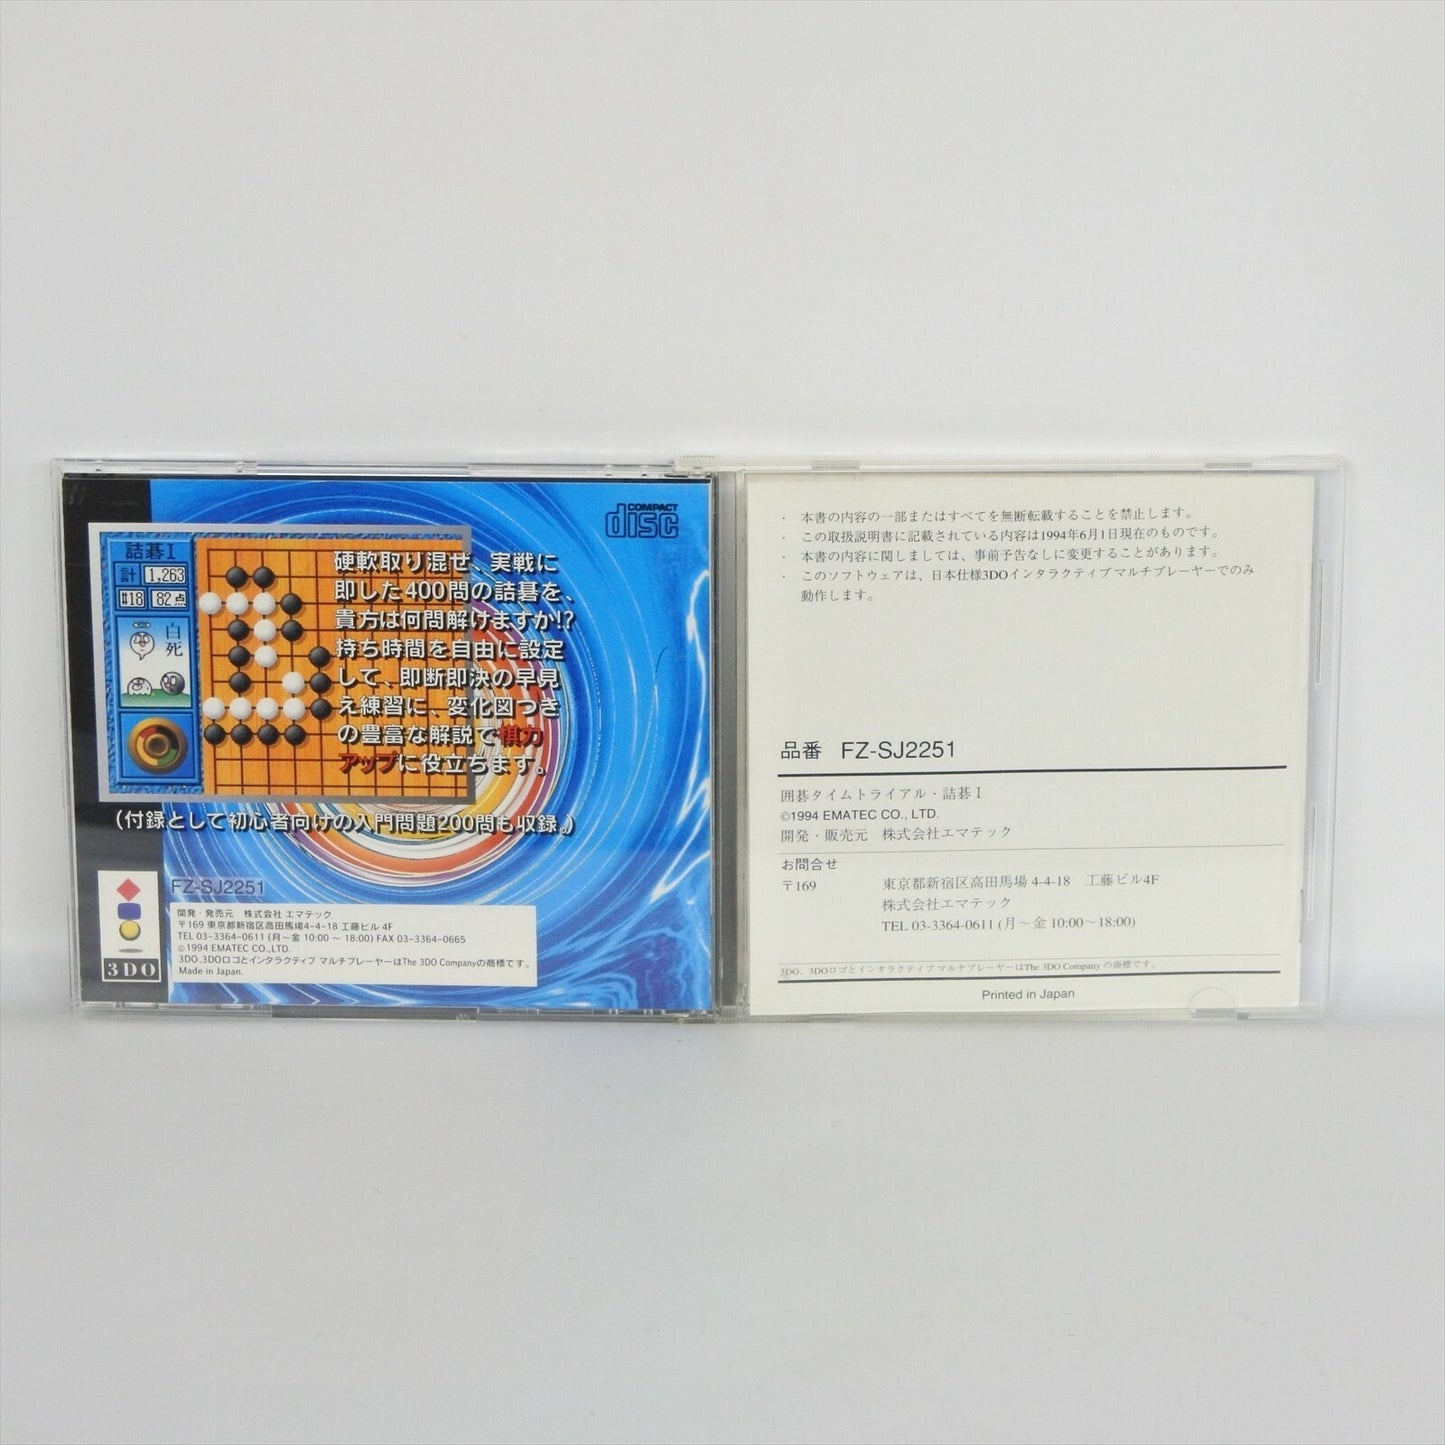 COMPACT
disc
詰碁I
計 1,263
#18 82点
白死
硬軟取り混ぜ、実戦に
即した400問の詰碁を、
貴方は何問解けますか!?
持ち時間を自由に設定
して、即断即決の早見
え練習に、変化図つき
の豊富な解説で棋力
アップに役立ちます。
(付録として初心者向けの入門問題200問も収録。)
FZ-SJ2251
3DO
開発・発売元 株式会社 エマテック
〒169 東京都新宿区高田馬場4-4-18 工藤ビル 4F
TEL 03-3364-0611 (月〜金 10:00 〜 18:00) FAX 03-3364-0665
©1994 EMATEC CO.,LTD.
3DO.3DOロゴとインタラクティブ マルチプレーヤーはThe 3DO Companyの商標です。
Made in Japan.
· 本書の内容の一部またはすべてを無断転載することを禁止します。
· この取扱説明書に記載されている内容は1994年6月1日現在のものです。
· 本書の内容に関しましては、事前予告なしに変更することがあります。
· このソフトウェアは、日本仕様3DOインタラクティブ マルチプレーヤーでのみ
動作します。
品番 FZ-SJ2251
囲碁タイムトライアル・詰碁 I
©1994 EMATEC CO., LTD.
開発・販売元 株式会社エマテック
お問合せ
〒169 東京都新宿区高田馬場 4-4-18 工藤ビル4F
株式会社エマテック
TEL 03-3364-0611 (月〜金 10:00〜18:00)
3DO、3DOロゴとインタラクティブ マルチプレーヤーはThe 3DO Company の商標です。
Printed in Japan